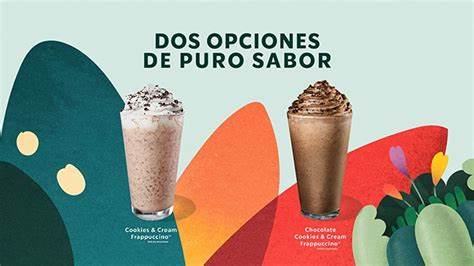 DOS OPCIONES
DE PURO SABOR
Cookies & Cream
Frappuccino
Chocolate
Cookies & Cream
Frappuccino